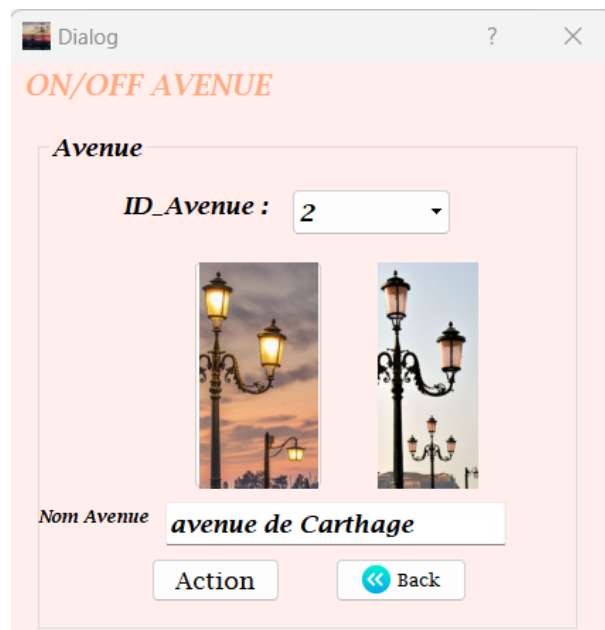 Dialog ?
ON/OFF AVENUE
Avenue
ID_Avenue : 2
Nom Avenue avenue de Carthage
Action Back